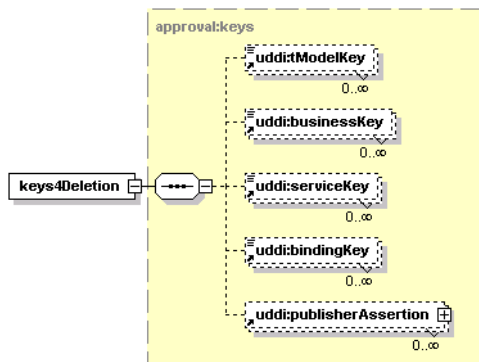 approval:keys
uddi:tModelKey
0..∞
uddi:businessKey
0..∞
keys4Deletion
uddi:serviceKey
0..∞
uddi:bindingKey
0..∞
uddi:publisherAssertion
0..∞